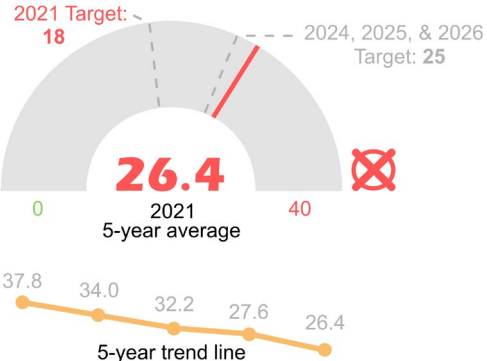 2021 Target:
18
2024, 2025, & 2026
Target: 25
26.4
0
2021
40
5-year average
37.8
34.0
32.2
27.6
26.4
5-year trend line